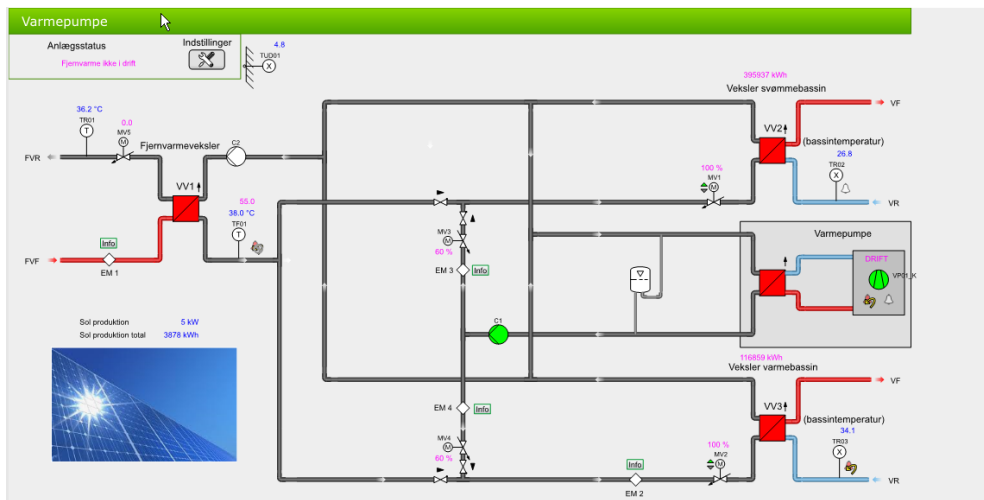 Varmepumpe
Anlægsstatus
Indstillinger
4.8
Fjernvarme ikke i drift
TUD01
X
395937 kWh
Veksler svømmebassin
VF
36.2 °C
TR01
T
0.0
MV5
M
Fjernvarmeveksler
C2
VV2
(bassintemperatur)
26.8
FVR
TR02
X
100 %
MV1
M
VV1
55.0
38.0 °C
TF01
T
VR
MV3
M
60 %
Varmepumpe
Info
EM 1
FVF
EM 3
Info
DRIFT
VP01_K
Sol produktion 5 kW
Sol produktion total 3878 kWh
C1
116859 kWh
Veksler varmebassin
VF
EM 4
Info
VV3
(bassintemperatur)
34.1
TR03
X
MV4
M
60 %
100 %
MV2
M
Info
EM 2
VR